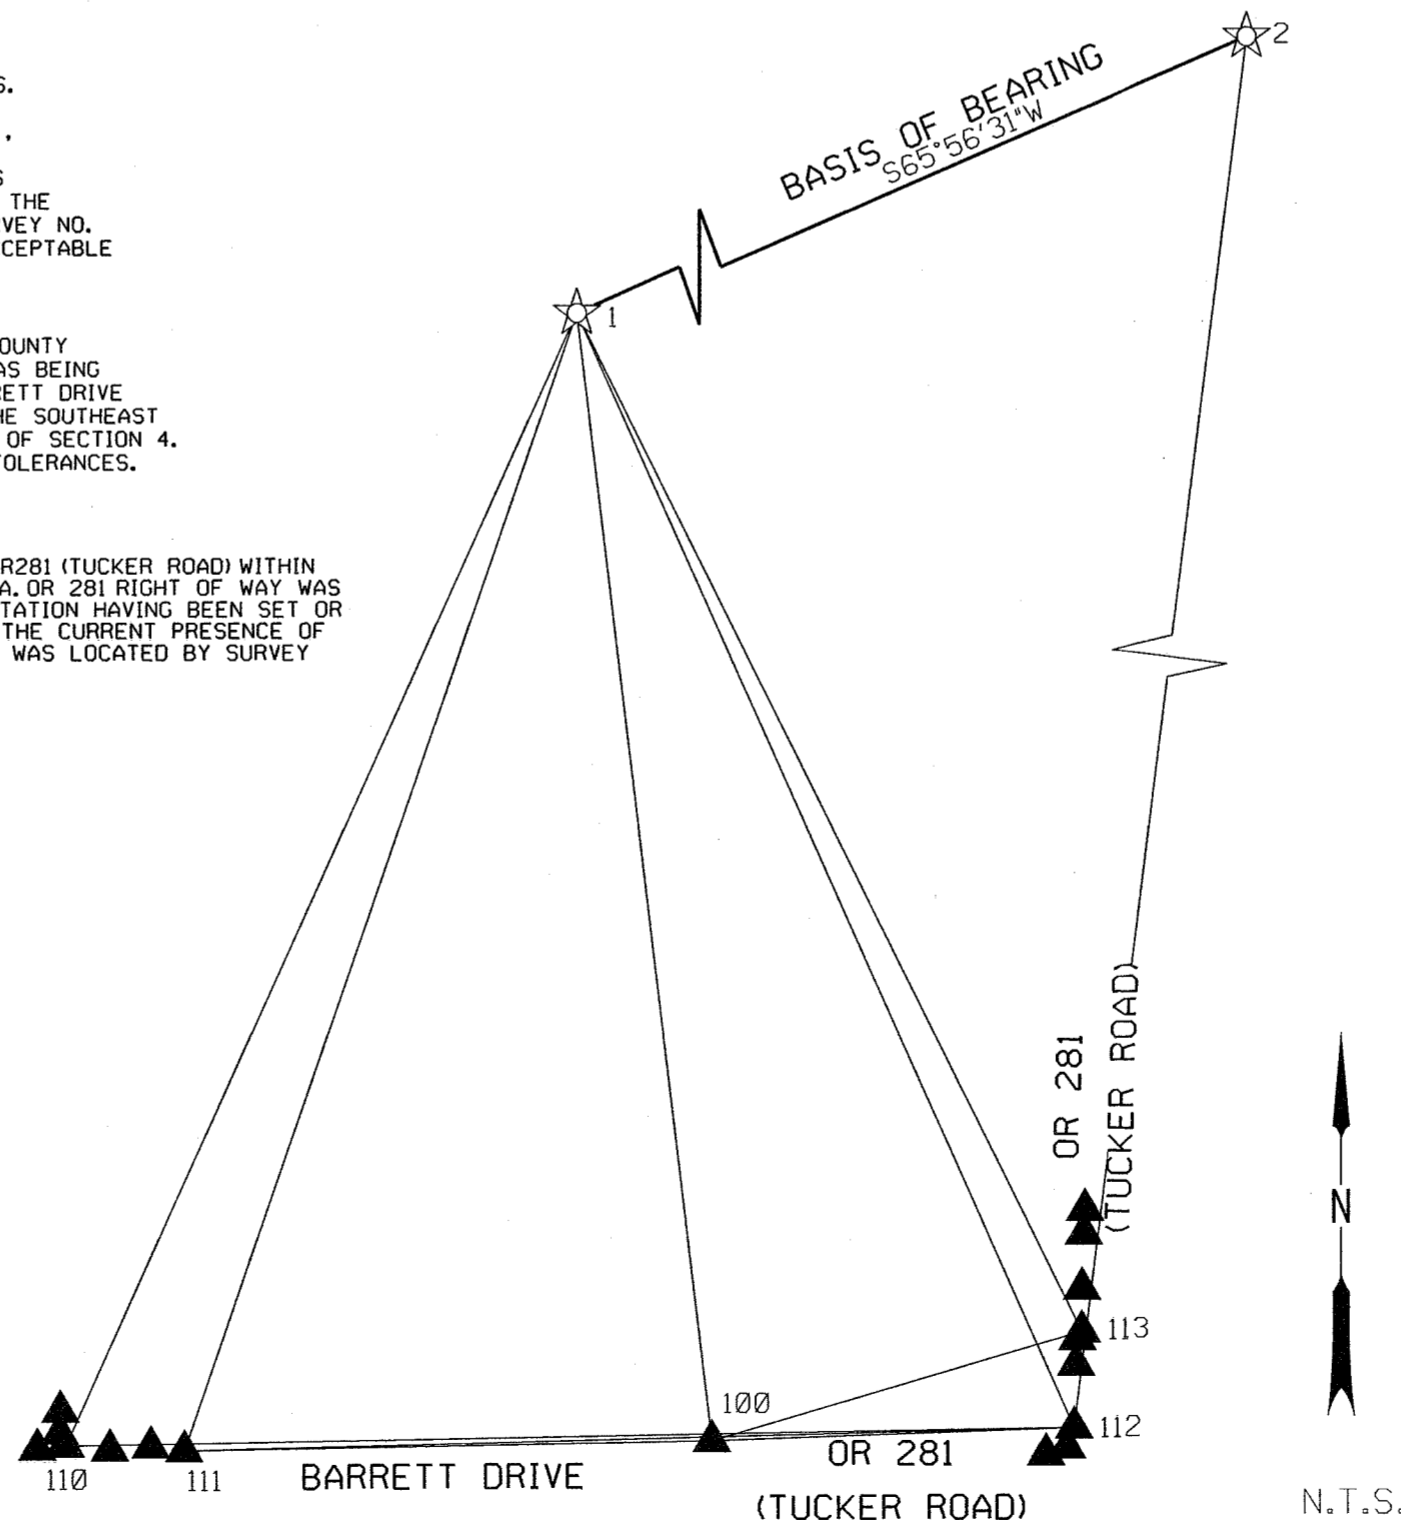 S.
.
S
THE
VEY NO.
CEPTABLE
OUNTY
AS BEING
RETT DRIVE
HE SOUTHEAST
OF SECTION 4.
TOLERANCES.
R281 (TUCKER ROAD) WITHIN
A. OR 281 RIGHT OF WAY WAS
TATION HAVING BEEN SET OR
THE CURRENT PRESENCE OF
WAS LOCATED BY SURVEY
2
BASIS OF BEARING
S65°56'31"W
1
OR 281
(TUCKER ROAD)
N
113
100
112
110
111
BARRETT DRIVE
OR 281
(TUCKER ROAD)
N.T.S.